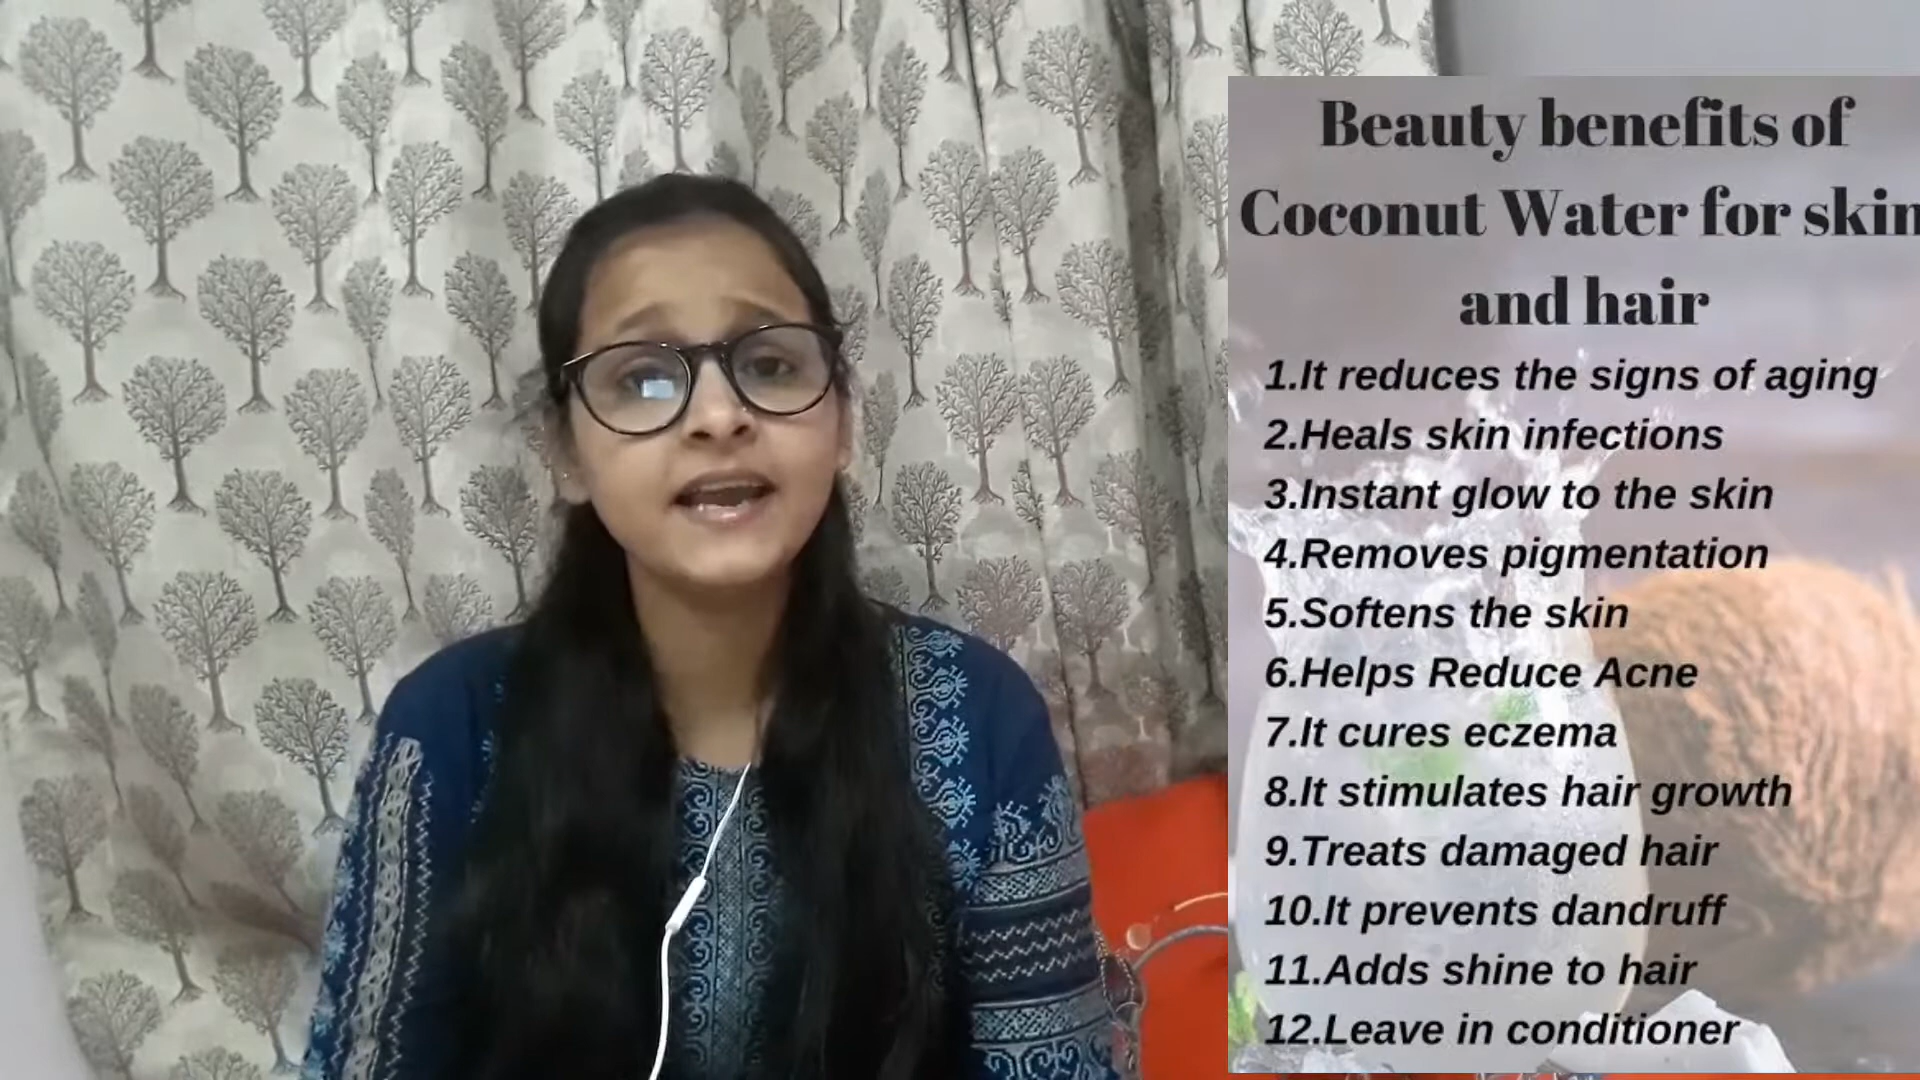 Beauty benefits of
Coconut Water for skin
and hair
1.It reduces the signs of aging
2.Heals skin infections
3.Instant glow to the skin
4.Removes pigmentation
5.Softens the skin
6.Helps Reduce Acne
7.It cures eczema
8.It stimulates hair growth
9.Treats damaged hair
10.It prevents dandruff
11.Adds shine to hair
12.Leave in conditioner